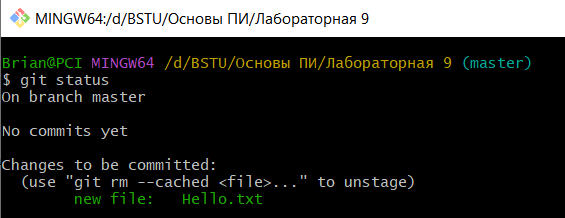 MINGW64:/d/BSTU/Основы ПИ/Лабораторная 9
Brian@PCI MINGW64 /d/BSTU/Основы ПИ/Лабораторная 9 (master)
$ git status
On branch master
No commits yet
Changes to be committed:
  (use "git rm --cached <file>..." to unstage)
        new file:   Hello.txt